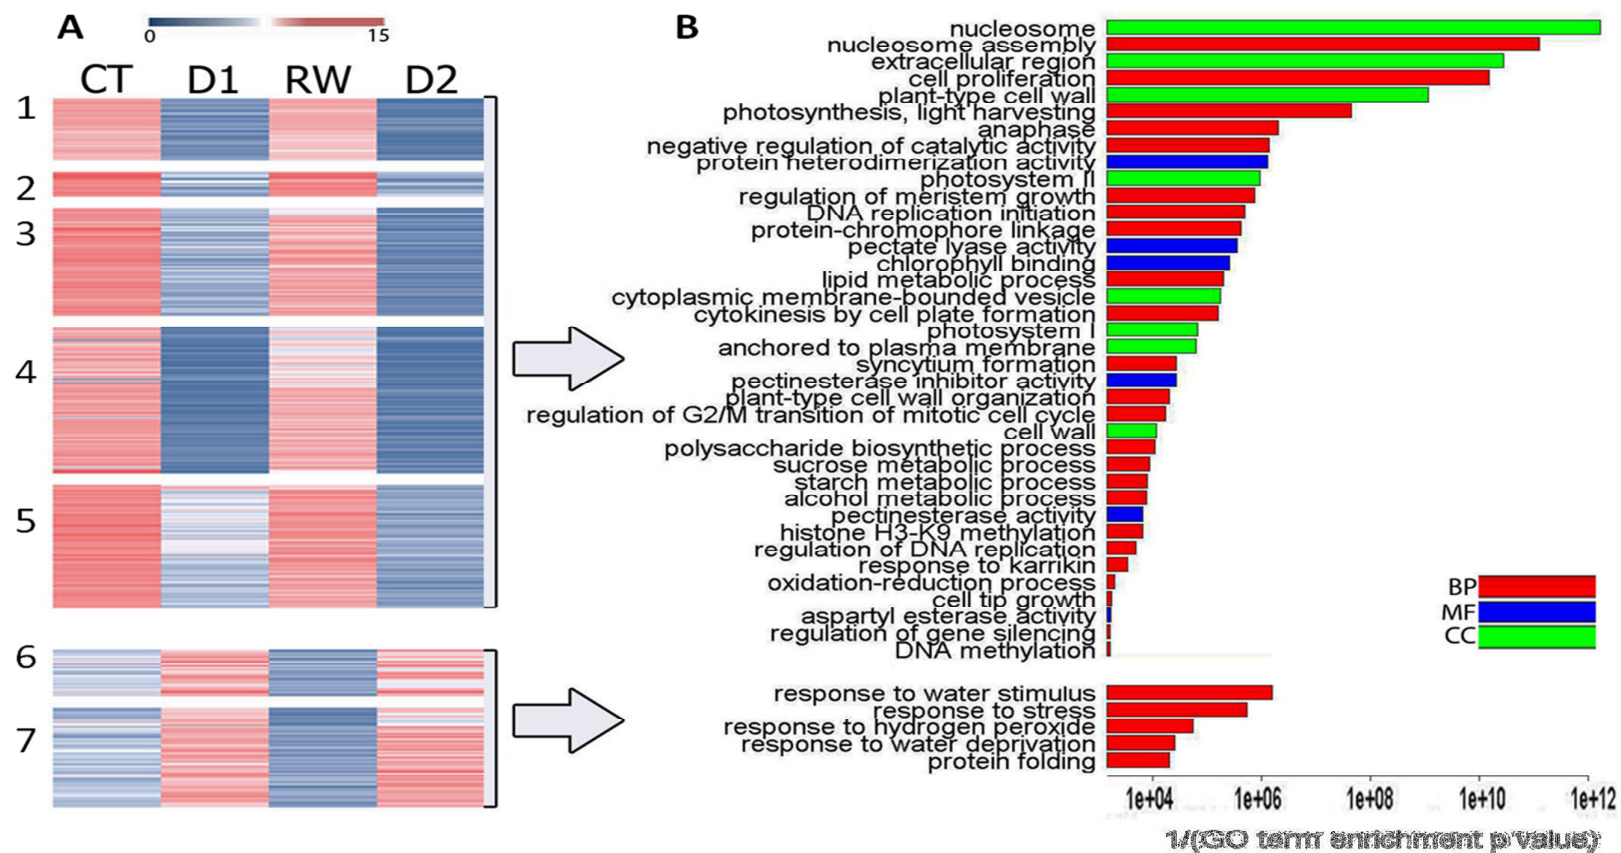 A
0 15
CT D1 RW D2
1
2
3
4
5
6
7
B
nucleosome
nucleosome assembly
extracellular region
cell proliferation
plant-type cell wall
photosynthesis, light harvesting
anaphase
negative regulation of catalytic activity
protein heterodimerization activity
photosystem II
regulation of meristem growth
DNA replication initiation
protein-chromophore linkage
pectate lyase activity
chlorophyll binding
lipid metabolic process
cytoplasmic membrane-bounded vesicle
cytokinesis by cell plate formation
photosystem I
anchored to plasma membrane
syncytium formation
pectinesterase inhibitor activity
plant-type cell wall organization
regulation of G2/M transition of mitotic cell cycle
cell wall
polysaccharide biosynthetic process
sucrose metabolic process
starch metabolic process
alcohol metabolic process
pectinesterase activity
histone H3-K9 methylation
regulation of DNA replication
response to karrikin
oxidation-reduction process
cell tip growth
aspartyl esterase activity
regulation of gene silencing
DNA methylation
BP
MF
CC
response to water stimulus
response to stress
response to hydrogen peroxide
response to water deprivation
protein folding
1e+04 1e+06 1e+08 1e+10 1e+12
1/(GO term enrichment p value)